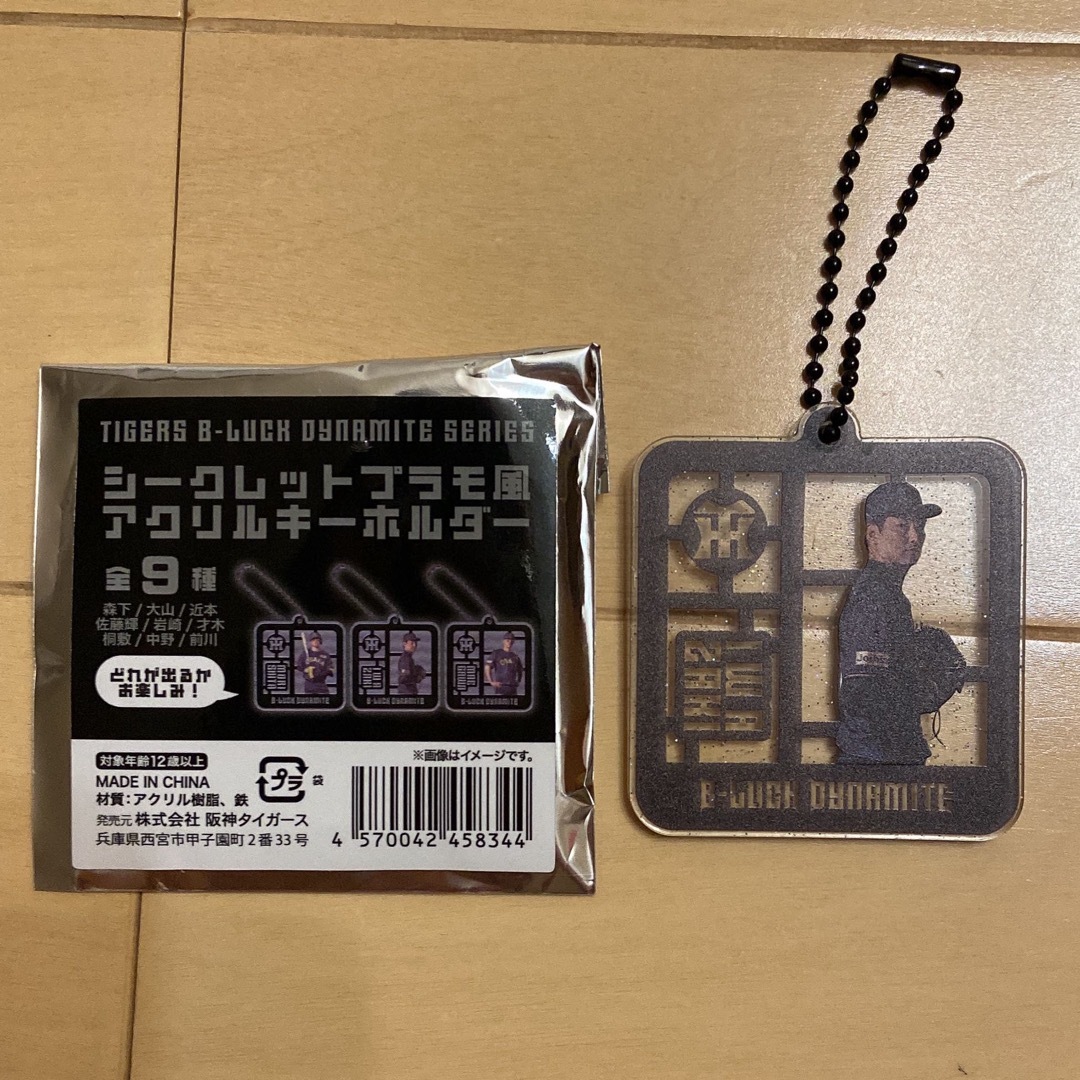 TIGERS B-LUCK DYNAMITE SERIES
シークレットプラモ風
アクリルキーホルダー
全9種
森下 / 大山 / 近本
佐藤輝 / 岩崎 / 才木
桐敷 / 中野 / 前川
どれが出るか
お楽しみ！
B-LUCK DYNAMITE
B-LUCK DYNAMITE
B-LUCK DYNAMITE
対象年齢12歳以上
MADE IN CHINA
材質：アクリル樹脂、鉄
発売元 株式会社 阪神タイガース
兵庫県西宮市甲子園町2番33号
プラ
袋
※画像はイメージです。
4 570042 458344
B-LUCK DYNAMITE